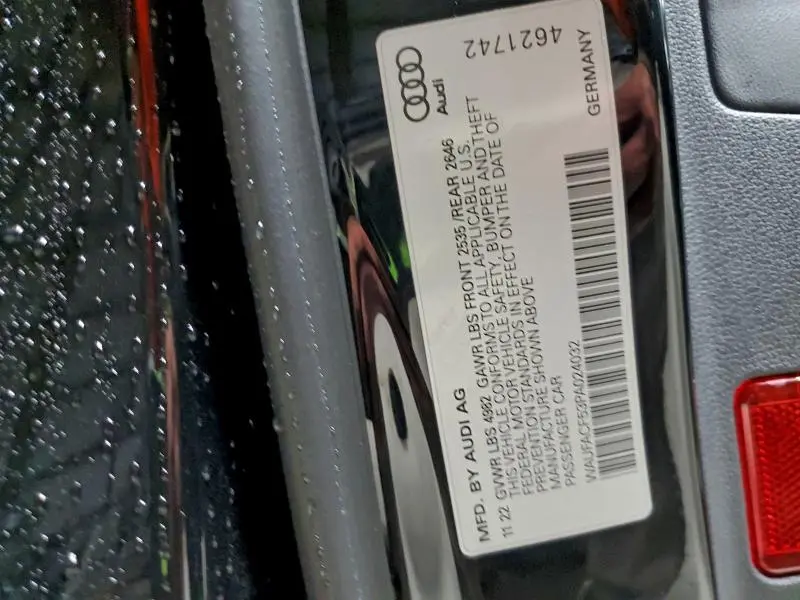 Audi
4621742
GERMANY
MFD. BY AUDI AG
11 22 GVWR LBS 4982 GAWR LBS FRONT 2535 /REAR 2646
THIS VEHICLE CONFORMS TO ALL APPLICABLE U.S.
FEDERAL MOTOR VEHICLE SAFETY, BUMPER AND THEFT
PREVENTION STANDARDS IN EFFECT ON THE DATE OF
MANUFACTURE SHOWN ABOVE
PASSENGER CAR
WAUFACF53PA024032